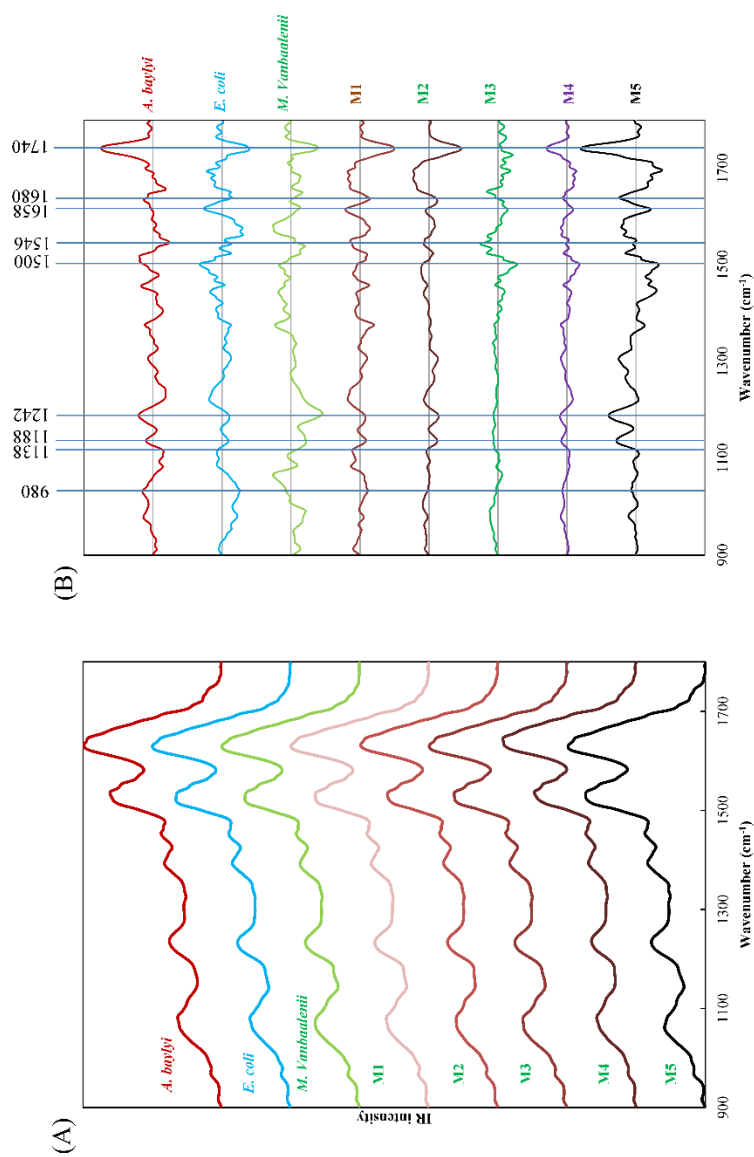 (A)
IR intensity
A. baylyi
E. coli
M. Vanbaalenii
M1
M2
M3
M4
M5
900
1100
1300
1500
1700
Wavenumber (cm-1)
(B)
980
1138
1188
1242
1500
1546
1658
1680
1740
A. baylyi
E. coli
M. Vanbaalenii
M1
M2
M3
M4
M5
900
1100
1300
1500
1700
Wavenumber (cm-1)